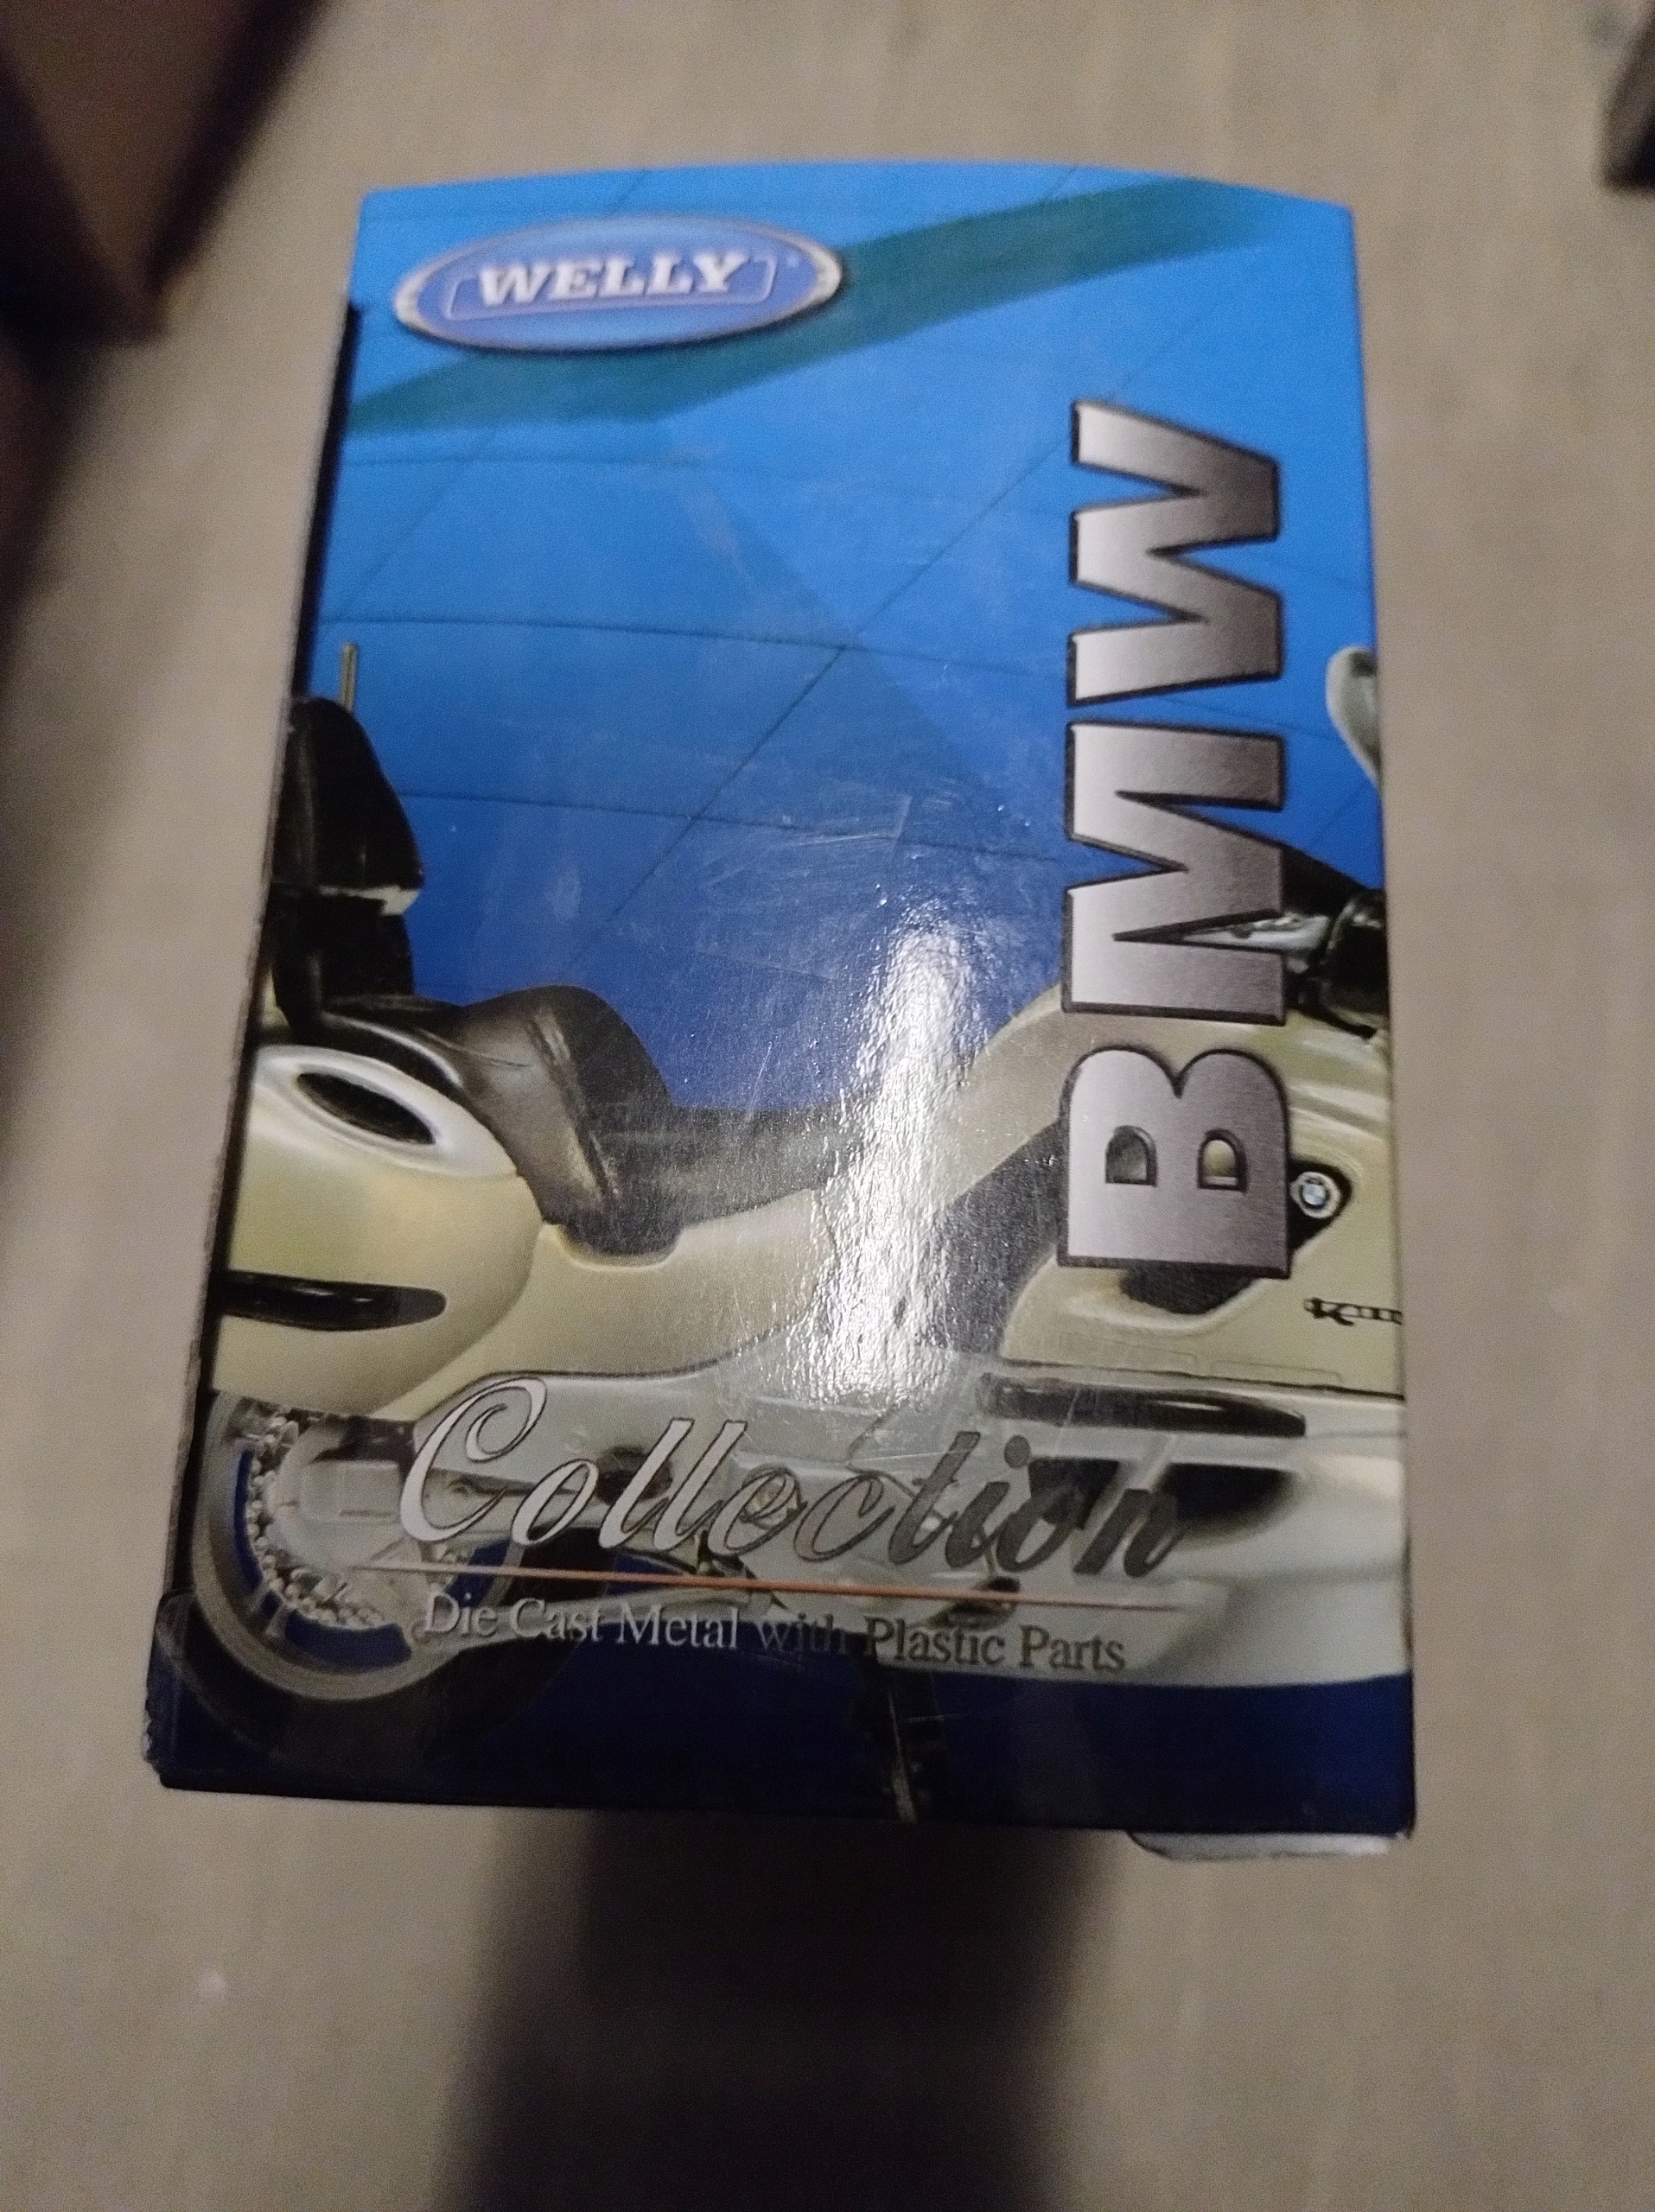 WELLY
BMW
Collection
Die Cast Metal with Plastic Parts